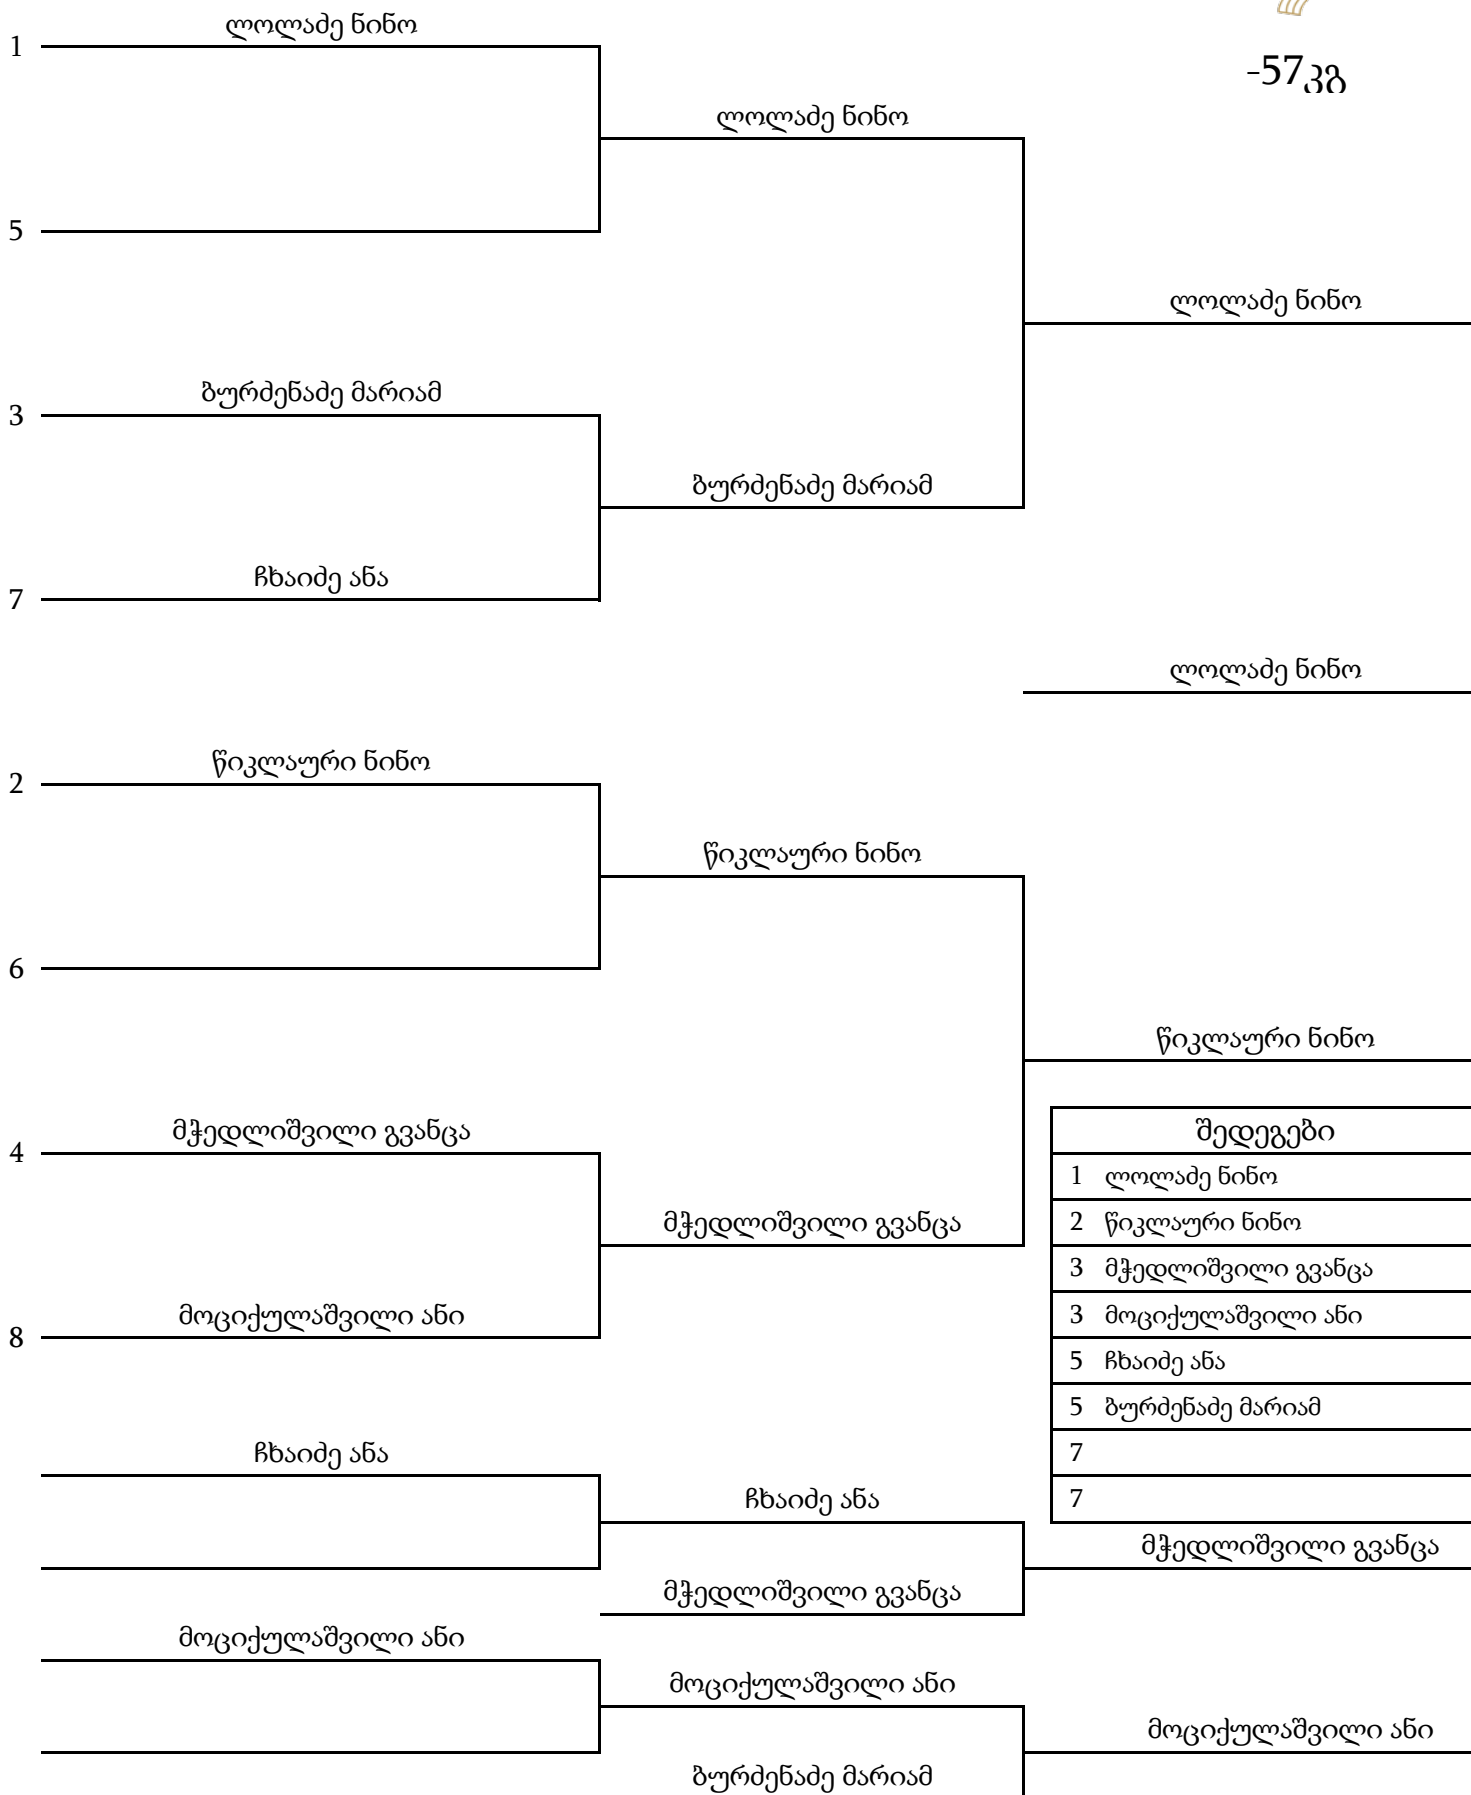 ლოლაძე ნინო
1
-57კგ
ლოლაძე ნინო
5
ლოლაძე ნინო
ბურძენაძე მარიამ
3
ბურძენაძე მარიამ
ჩხაიძე ანა
7
ლოლაძე ნინო
წიკლაური ნინო
2
წიკლაური ნინო
6
წიკლაური ნინო
მჭედლიშვილი გვანცა
4
შედეგები
1 ლოლაძე ნინო
2 წიკლაური ნინო
მჭედლიშვილი გვანცა
3 მჭედლიშვილი გვანცა
3 მოციქულაშვილი ანი
მოციქულაშვილი ანი
8
5 ჩხაიძე ანა
5 ბურძენაძე მარიამ
7
7
ჩხაიძე ანა
ჩხაიძე ანა
მჭედლიშვილი გვანცა
მჭედლიშვილი გვანცა
მოციქულაშვილი ანი
მოციქულაშვილი ანი
მოციქულაშვილი ანი
ბურძენაძე მარიამ